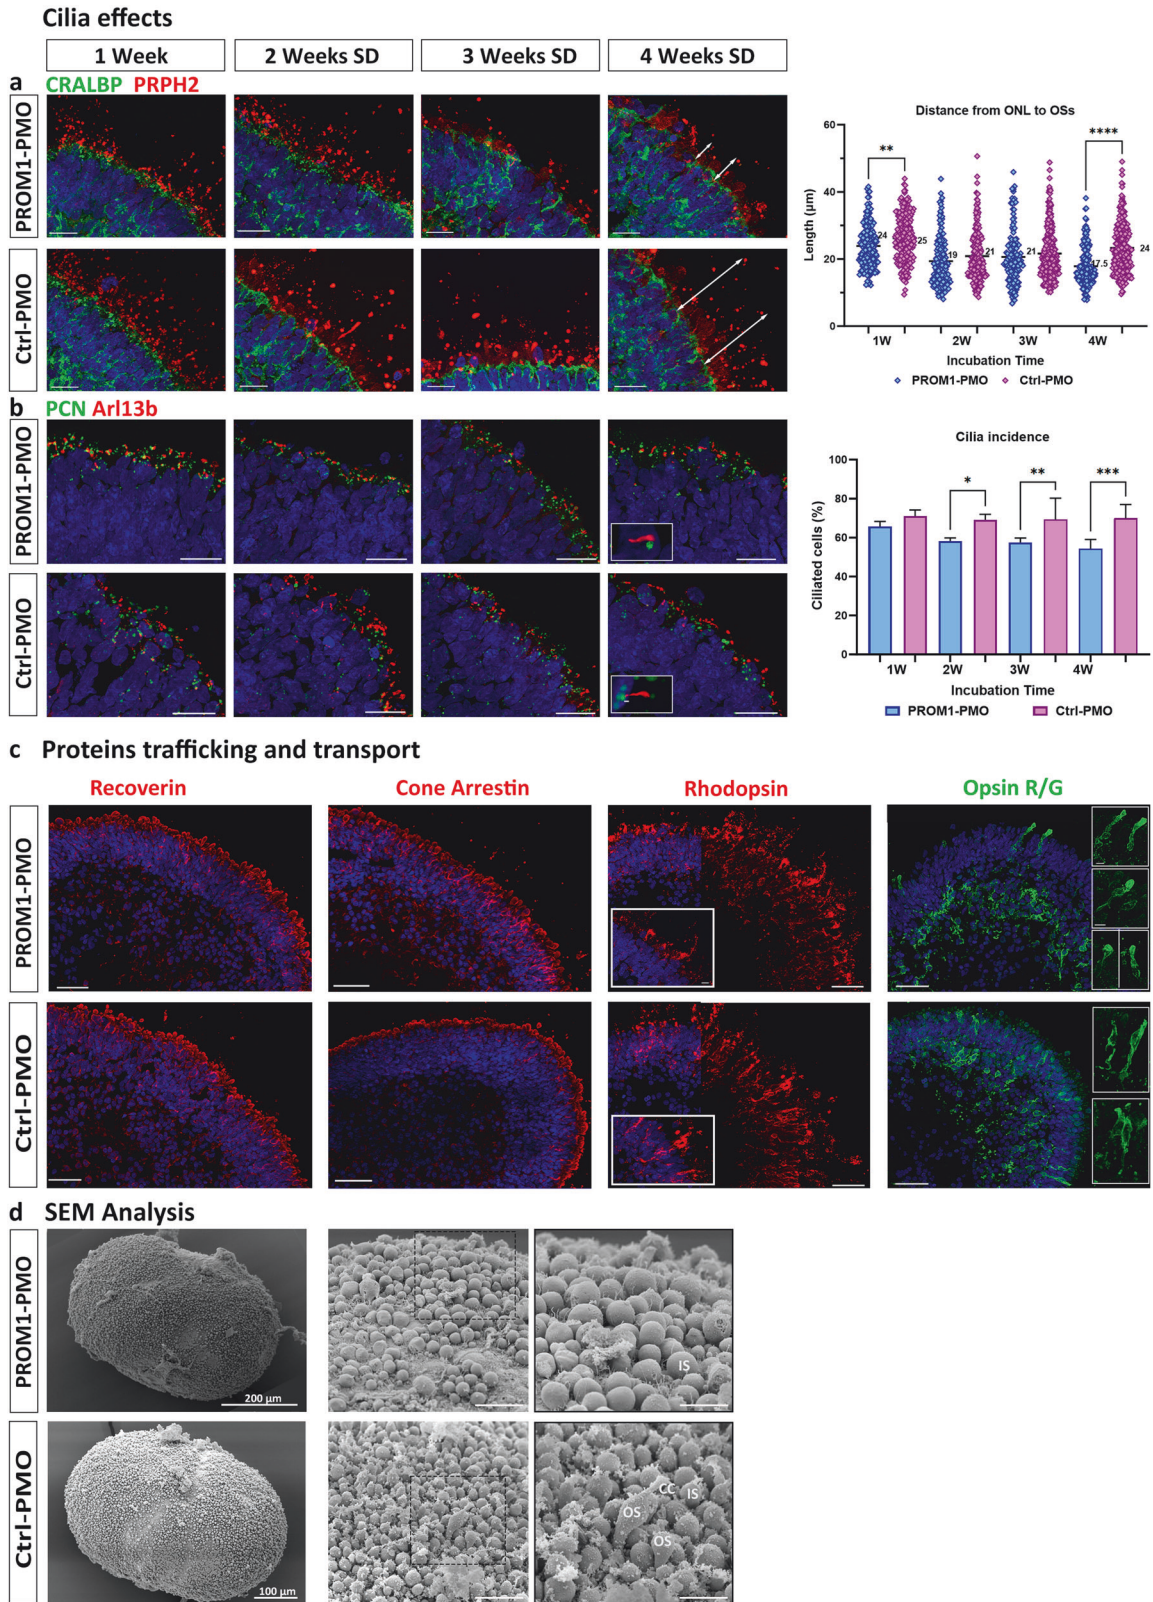 Cilia effects
1 Week
2 Weeks SD
3 Weeks SD
4 Weeks SD
a
CRALBP PRPH2
PROM1-PMO
Ctrl-PMO
Distance from ONL to OSs
Length (µm)
60
40
20
0
**
****
24
25
19
21
21
17.5
24
1W
2W
3W
4W
Incubation Time
PROM1-PMO
Ctrl-PMO
b
PCN Arl13b
PROM1-PMO
Ctrl-PMO
Cilia incidence
Ciliated cells (%)
100
80
60
40
20
0
*
**
***
1W
2W
3W
4W
Incubation Time
PROM1-PMO
Ctrl-PMO
c Proteins trafficking and transport
Recoverin
Cone Arrestin
Rhodopsin
Opsin R/G
PROM1-PMO
Ctrl-PMO
d SEM Analysis
PROM1-PMO
200 µm
IS
Ctrl-PMO
100 µm
CC
IS
OS
OS